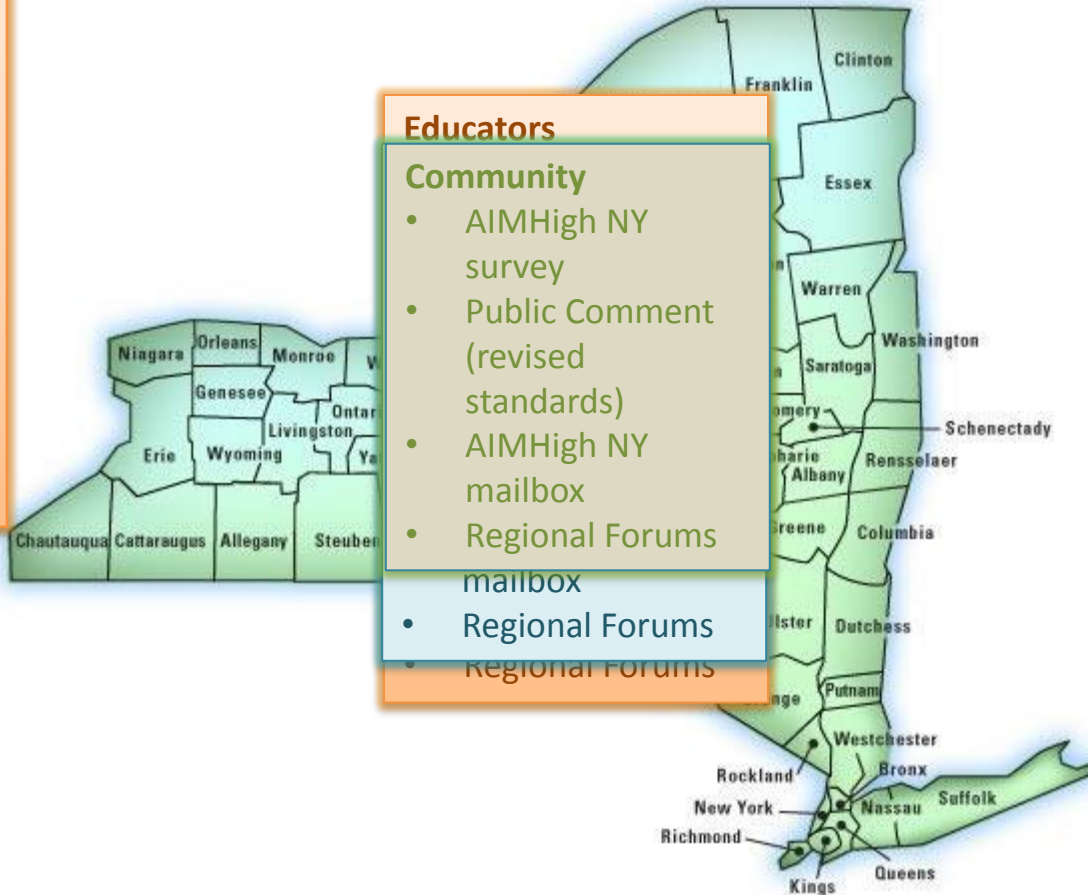 Educators
Community
• AIMHigh NY
survey
• Public Comment
(revised
standards)
• AIMHigh NY
mailbox
• Regional Forums
mailbox
• Regional Forums
• Regional Forums
Clinton
Franklin
Essex
Warren
Washington
Saratoga
Schenectady
Rensselaer
Albany
Columbia
Dutchess
Putnam
Westchester
Rockland
Bronx
New York
Nassau
Suffolk
Richmond
Queens
Kings
Niagara
Orleans
Monroe
Genesee
Livingston
Erie
Wyoming
Chautauqua
Cattaraugus
Allegany